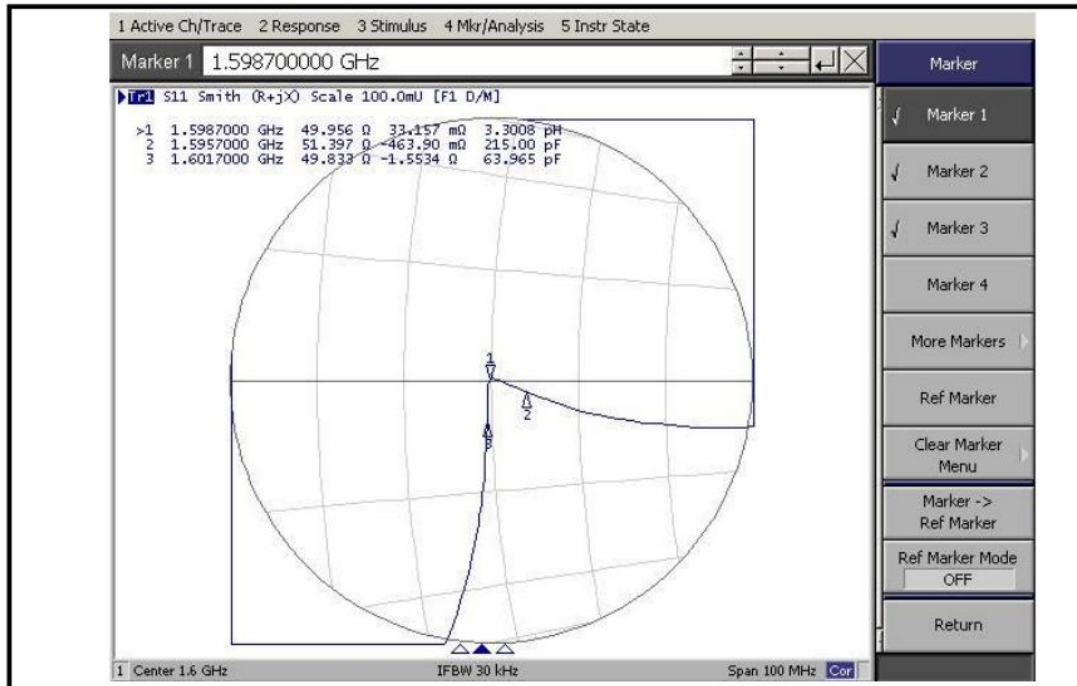 1 Active Ch/Trace 2 Response 3 Stimulus 4 Mkr/Analysis 5 Instr State
Marker 1 1.598700000 GHz
Marker
Tr1 S11 Smith (R+jX) Scale 100.0mU [F1 D/M]
>1 1.5987000 GHz 49.956 Ω 33.157 mΩ 3.3008 pH
2 1.5957000 GHz 51.397 Ω -463.90 mΩ 215.00 pF
3 1.6017000 GHz 49.833 Ω -1.5534 Ω 63.965 pF
1
2
3
Marker 1
Marker 2
Marker 3
Marker 4
More Markers
Ref Marker
Clear Marker
Menu
Marker ->
Ref Marker
Ref Marker Mode
OFF
Return
1 Center 1.6 GHz IFBW 30 kHz Span 100 MHz Cor